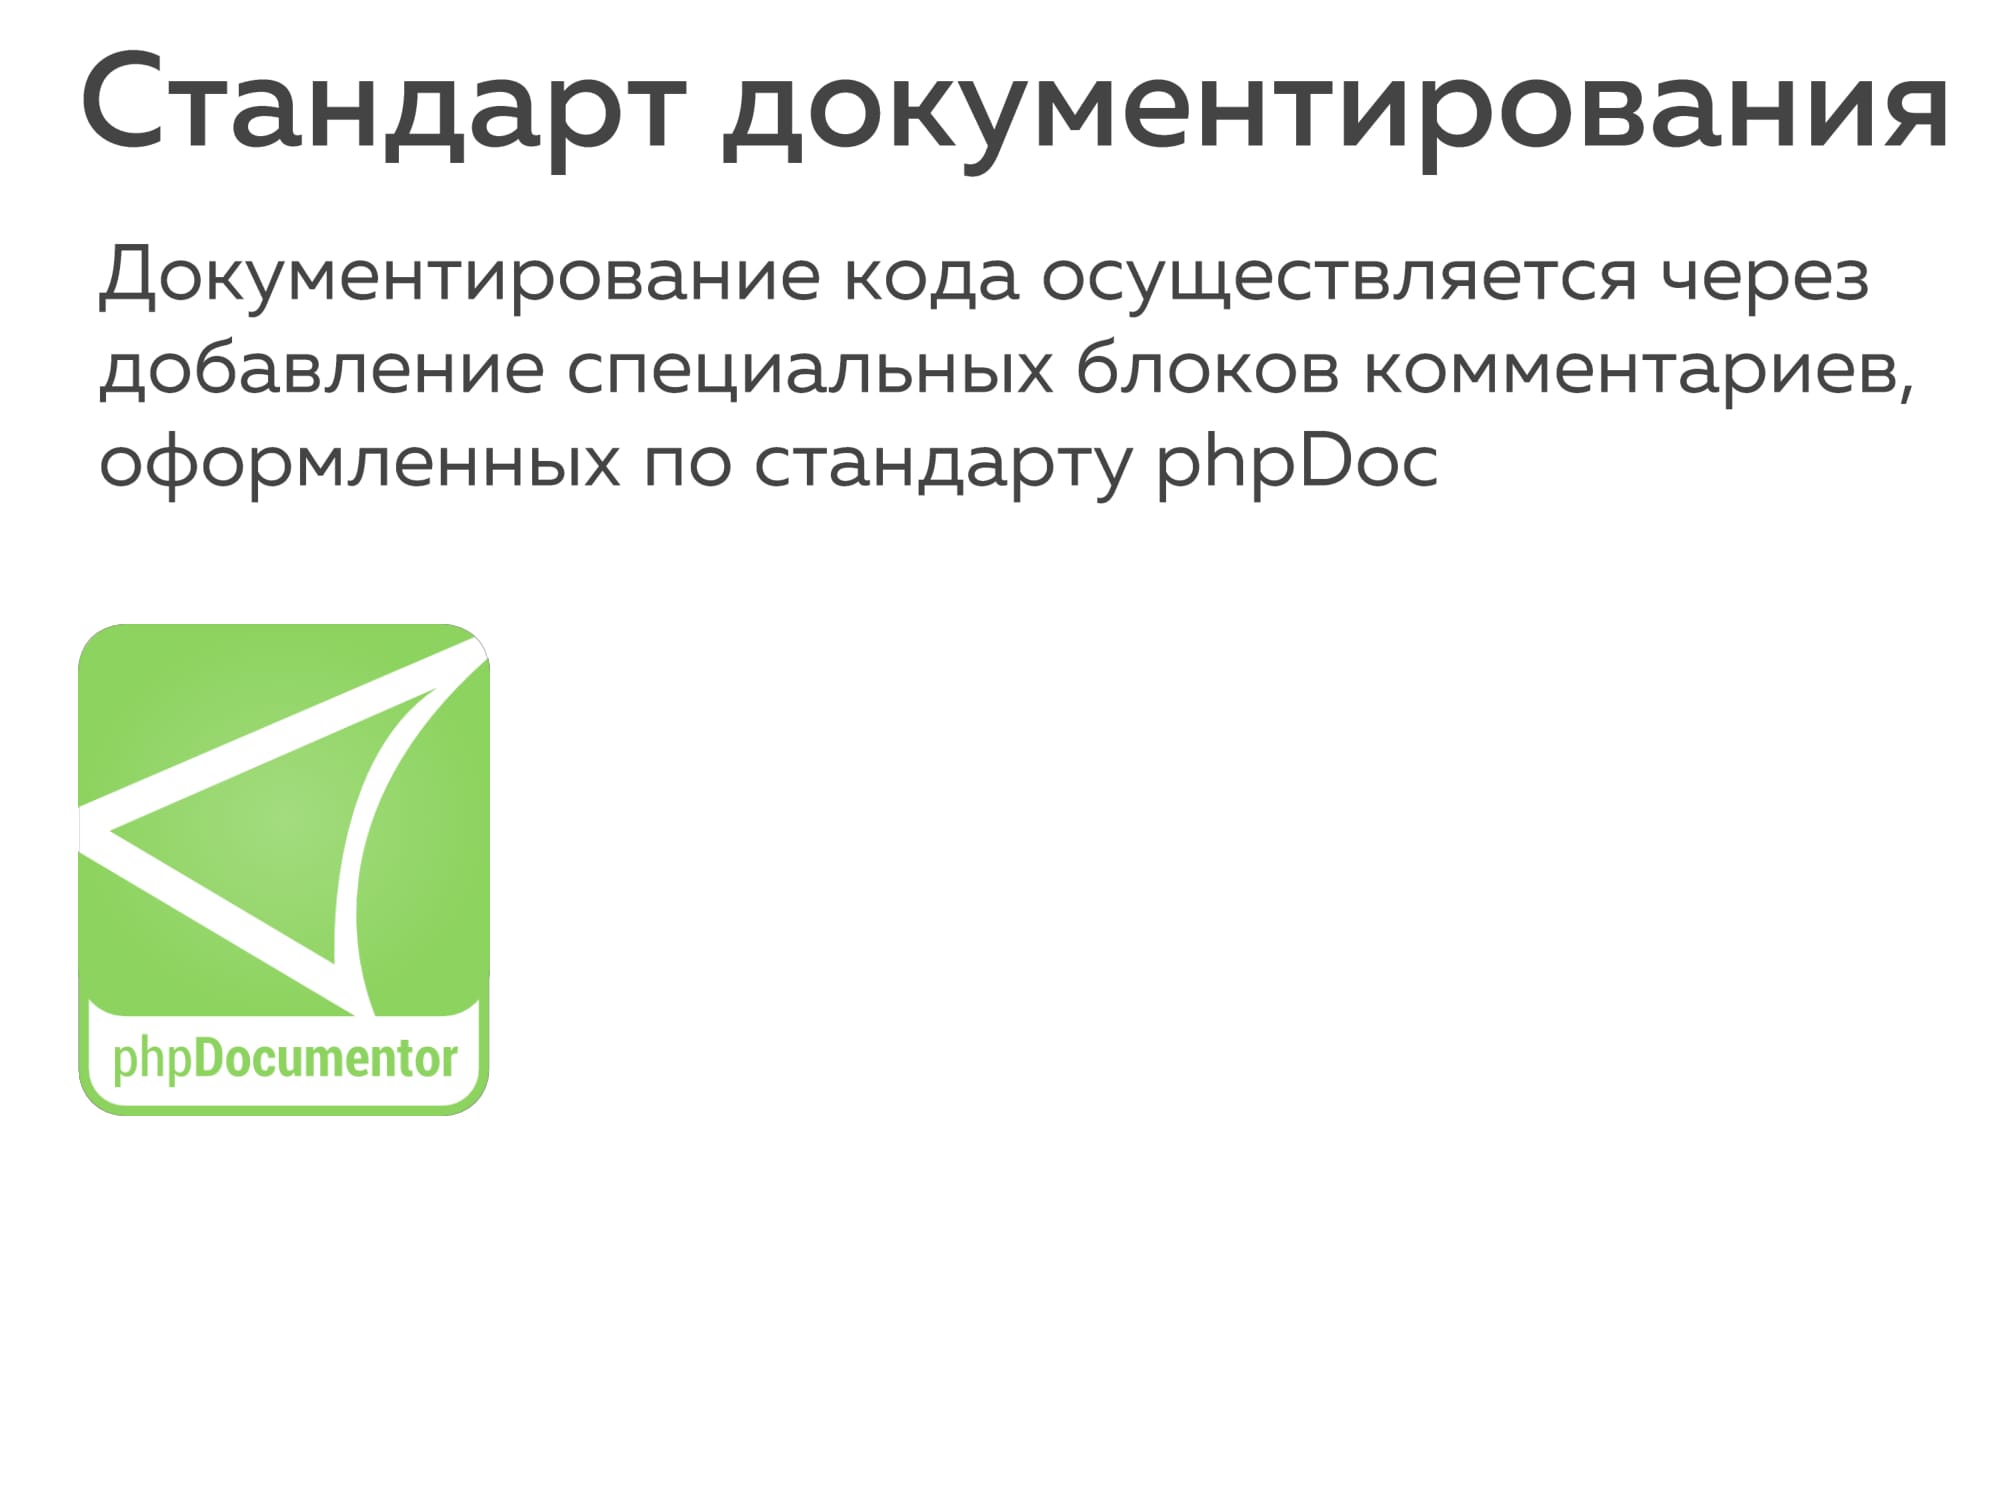 Стандарт документирования
Документирование кода осуществляется через
добавление специальных блоков комментариев,
оформленных по стандарту phpDoc
phpDocumentor